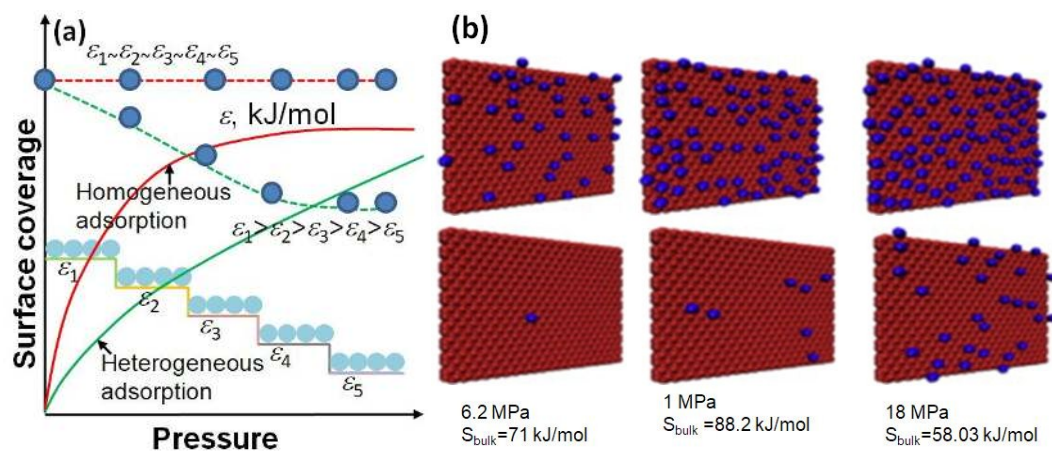 (a)
ε1~ε2~ε3~ε4~ε5
ε, kJ/mol
Homogeneous
adsorption
ε1>ε2>ε3>ε4>ε5
ε1
ε2
ε3
ε4
ε5
Heterogeneous
adsorption
Surface coverage
Pressure
(b)
6.2 MPa
Sbulk=71 kJ/mol
1 MPa
Sbulk =88.2 kJ/mol
18 MPa
Sbulk=58.03 kJ/mol